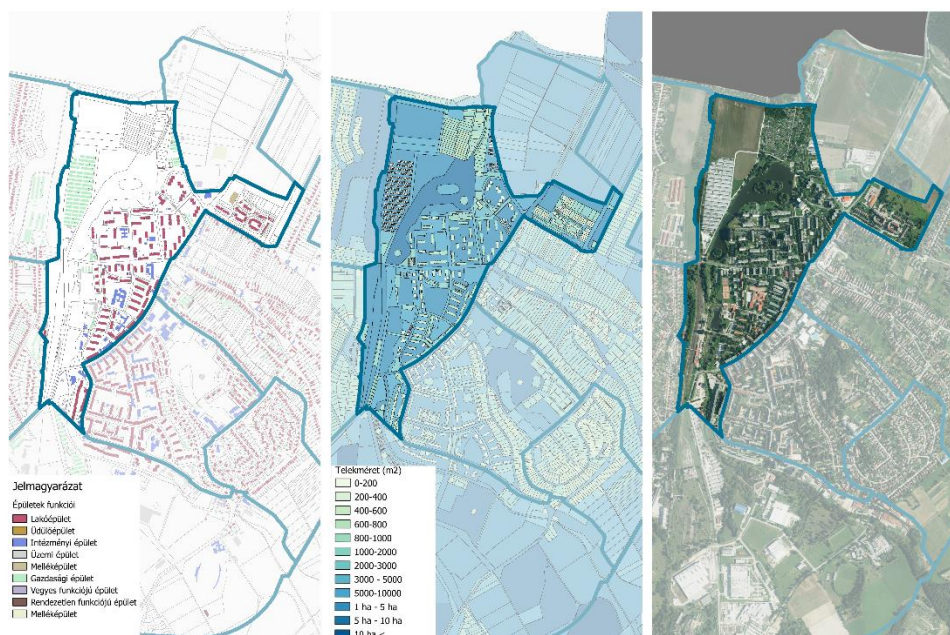 Jelmagyarázat
Épületek funkciói
Lakóépület
Üdülőépület
Intézményi épület
Üzemi épület
Melléképület
Gazdasági épület
Vegyes funkciójú épület
Rendezetlen funkciójú épület
Melléképület
Telekméret (m2)
0-200
200-400
400-600
600-800
800-1000
1000-2000
2000-3000
3000 - 5000
5000-10000
1 ha - 5 ha
5 ha - 10 ha
10 ha <